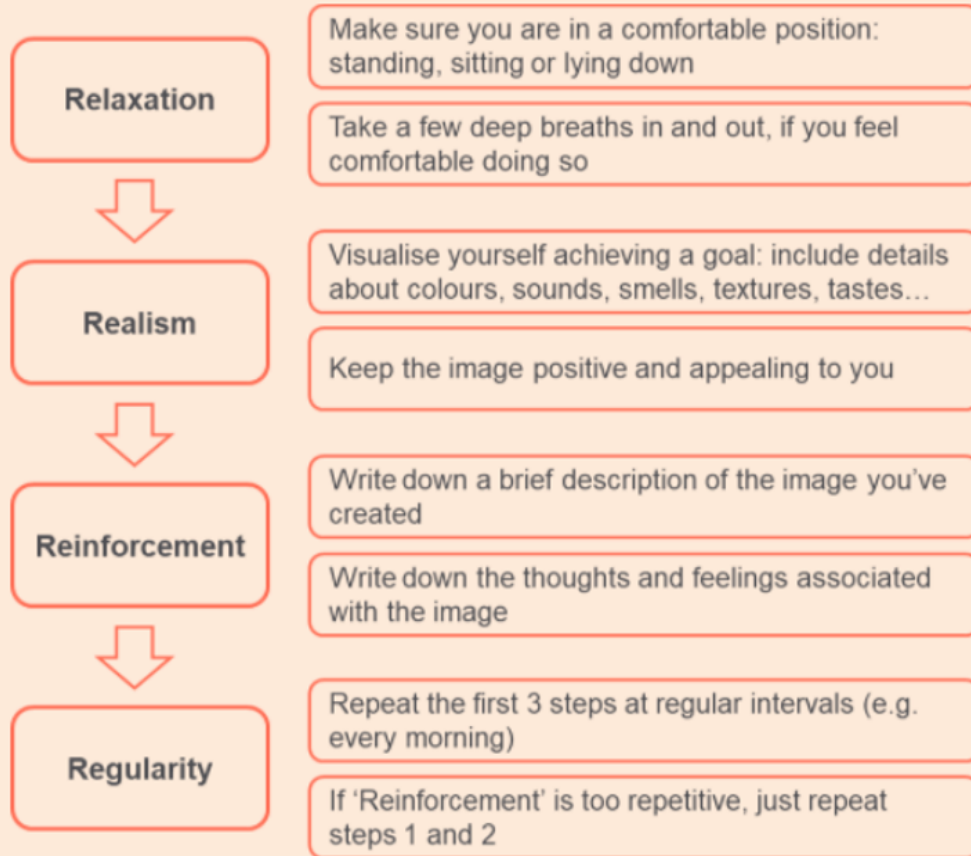 Relaxation
Make sure you are in a comfortable position:
standing, sitting or lying down
Take a few deep breaths in and out, if you feel
comfortable doing so
Realism
Visualise yourself achieving a goal: include details
about colours, sounds, smells, textures, tastes…
Keep the image positive and appealing to you
Reinforcement
Write down a brief description of the image you’ve
created
Write down the thoughts and feelings associated
with the image
Regularity
Repeat the first 3 steps at regular intervals (e.g.
every morning)
If ‘Reinforcement’ is too repetitive, just repeat
steps 1 and 2